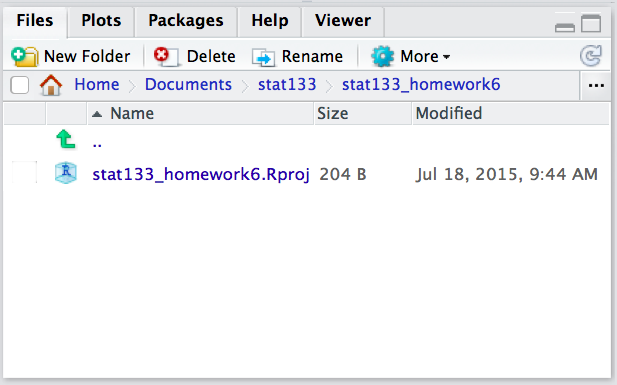 Files Plots Packages Help Viewer
New Folder Delete Rename More
Home Documents stat133 stat133_homework6 ...
Name Size Modified
..
R stat133_homework6.Rproj 204 B Jul 18, 2015, 9:44 AM